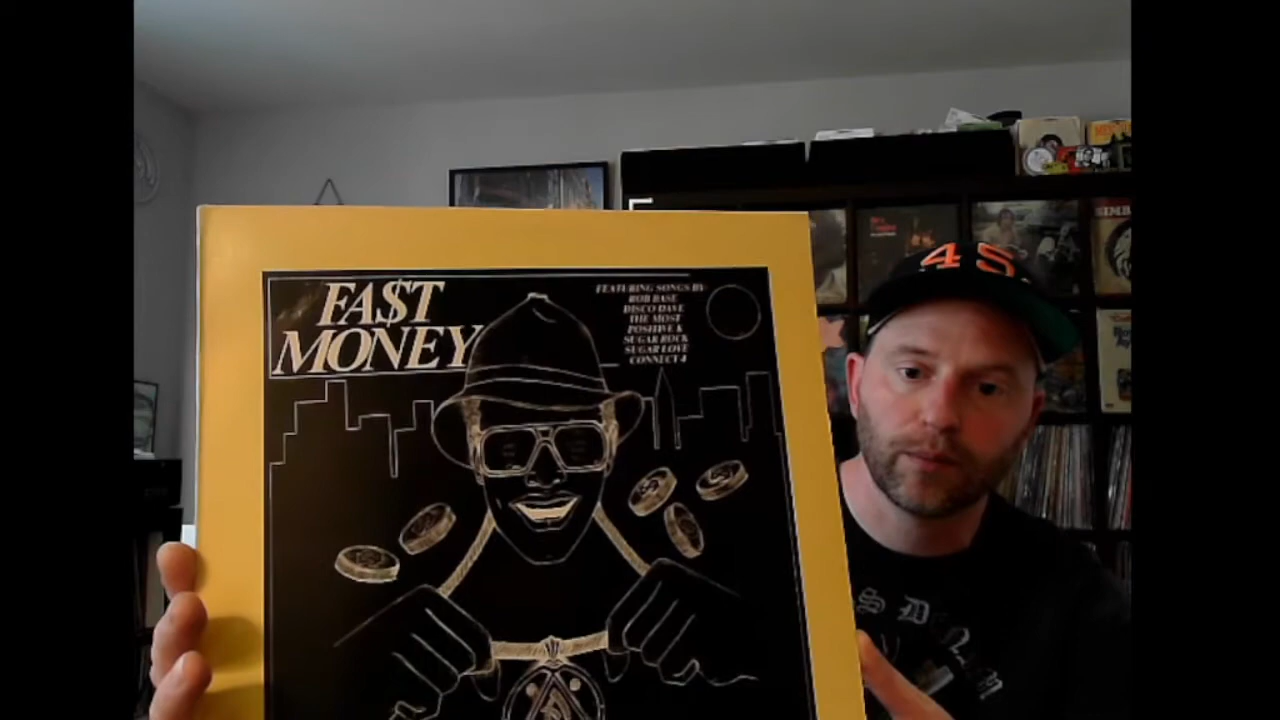 FA$T
MONEY
FEATURING SONGS BY
ROB BASE
DISCO DAVE
THE MOST
POSITIVE K
SUGAR ROCK
SUGAR LOVE
CONNECT 4
45